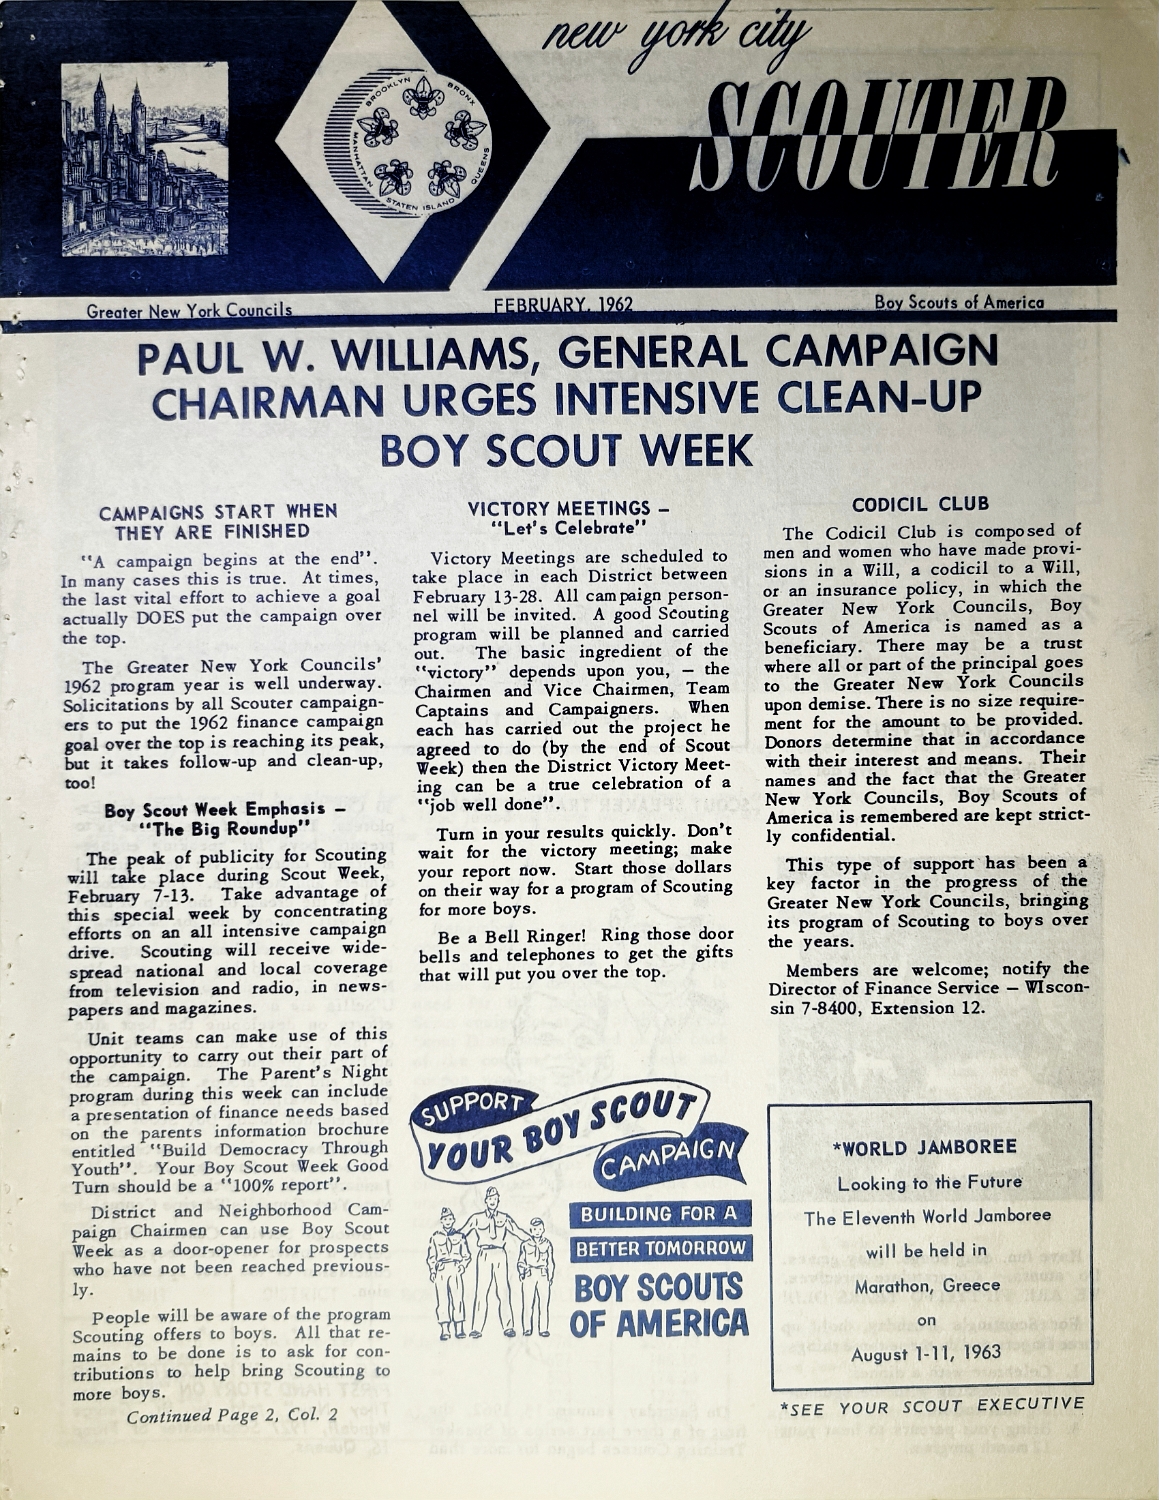 new york city
SCOUTER
BROOKLYN
BRONX
MANHATTAN
QUEENS
STATEN ISLAND
Greater New York Councils
FEBRUARY, 1962
Boy Scouts of America
PAUL W. WILLIAMS, GENERAL CAMPAIGN
CHAIRMAN URGES INTENSIVE CLEAN-UP
BOY SCOUT WEEK
CAMPAIGNS START WHEN
THEY ARE FINISHED
"A campaign begins at the end".
In many cases this is true. At times,
the last vital effort to achieve a goal
actually DOES put the campaign over
the top.
The Greater New York Councils'
1962 program year is well underway.
Solicitations by all Scouter campaign-
ers to put the 1962 finance campaign
goal over the top is reaching its peak,
but it takes follow-up and clean-up,
too!
Boy Scout Week Emphasis –
"The Big Roundup"
The peak of publicity for Scouting
will take place during Scout Week,
February 7-13. Take advantage of
this special week by concentrating
efforts on an all intensive campaign
drive. Scouting will receive wide-
spread national and local coverage
from television and radio, in news-
papers and magazines.
Unit teams can make use of this
opportunity to carry out their part of
the campaign. The Parent's Night
program during this week can include
a presentation of finance needs based
on the parents information brochure
entitled "Build Democracy Through
Youth". Your Boy Scout Week Good
Turn should be a "100% report".
District and Neighborhood Cam-
paign Chairmen can use Boy Scout
Week as a door-opener for prospects
who have not been reached previous-
ly.
People will be aware of the program
Scouting offers to boys. All that re-
mains to be done is to ask for con-
tributions to help bring Scouting to
more boys.
Continued Page 2, Col. 2
VICTORY MEETINGS –
"Let's Celebrate"
Victory Meetings are scheduled to
take place in each District between
February 13-28. All campaign person-
nel will be invited. A good Scouting
program will be planned and carried
out. The basic ingredient of the
"victory" depends upon you, – the
Chairmen and Vice Chairmen, Team
Captains and Campaigners. When
each has carried out the project he
agreed to do (by the end of Scout
Week) then the District Victory Meet-
ing can be a true celebration of a
"job well done".
Turn in your results quickly. Don't
wait for the victory meeting; make
your report now. Start those dollars
on their way for a program of Scouting
for more boys.
Be a Bell Ringer! Ring those door
bells and telephones to get the gifts
that will put you over the top.
SUPPORT
YOUR BOY SCOUT
CAMPAIGN
BUILDING FOR A
BETTER TOMORROW
BOY SCOUTS
OF AMERICA
CODICIL CLUB
The Codicil Club is composed of
men and women who have made provi-
sions in a Will, a codicil to a Will,
or an insurance policy, in which the
Greater New York Councils, Boy
Scouts of America is named as a
beneficiary. There may be a trust
where all or part of the principal goes
to the Greater New York Councils
upon demise. There is no size require-
ment for the amount to be provided.
Donors determine that in accordance
with their interest and means. Their
names and the fact that the Greater
New York Councils, Boy Scouts of
America is remembered are kept strict-
ly confidential.
This type of support has been a
key factor in the progress of the
Greater New York Councils, bringing
its program of Scouting to boys over
the years.
Members are welcome; notify the
Director of Finance Service – WIscon-
sin 7-8400, Extension 12.
*WORLD JAMBOREE
Looking to the Future
The Eleventh World Jamboree
will be held in
Marathon, Greece
on
August 1-11, 1963
*SEE YOUR SCOUT EXECUTIVE